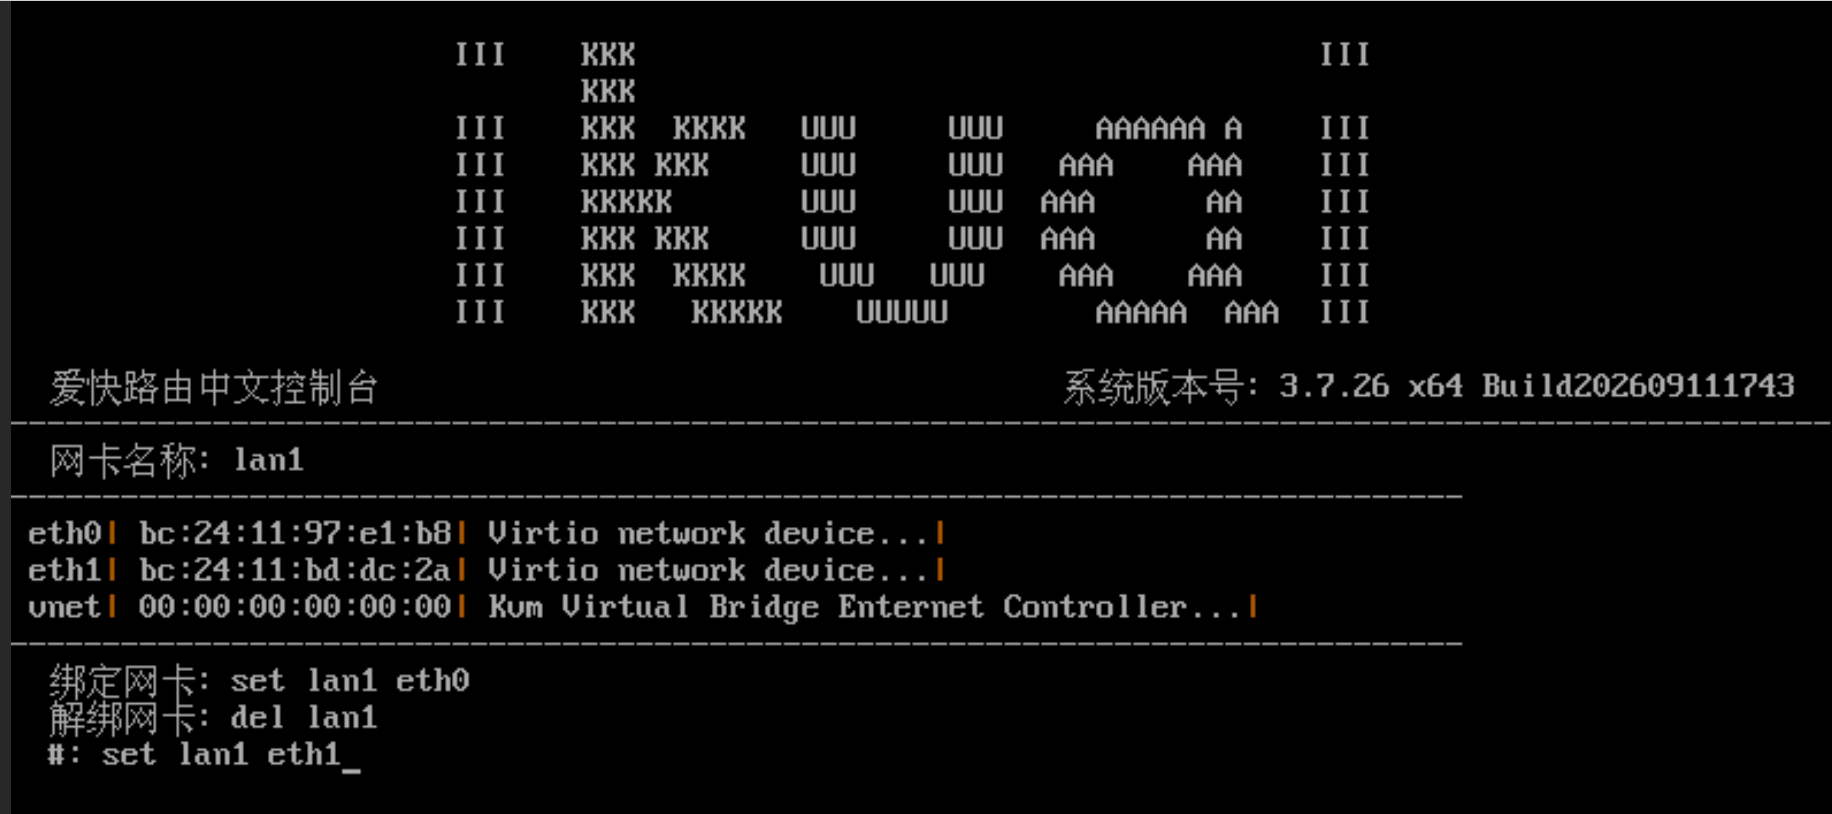 III    KKK                                     III
       KKK
III    KKK  KKKK   UUU     UUU     AAAAAA A    III
III    KKK KKK     UUU     UUU   AAA    AAA    III
III    KKKKK       UUU     UUU  AAA      AA    III
III    KKK KKK     UUU     UUU  AAA      AA    III
III    KKK  KKKK    UUU   UUU    AAA    AAA    III
III    KKK   KKKKK    UUUUU        AAAAA  AAA  III
爱快路由中文控制台 系统版本号: 3.7.26 x64 Build202609111743
网卡名称: lan1
eth0| bc:24:11:97:e1:b8| Virtio network device...|
eth1| bc:24:11:bd:dc:2a| Virtio network device...|
vnet| 00:00:00:00:00:00| Kvm Virtual Bridge Enternet Controller...|
绑定网卡: set lan1 eth0
解绑网卡: del lan1
#: set lan1 eth1_